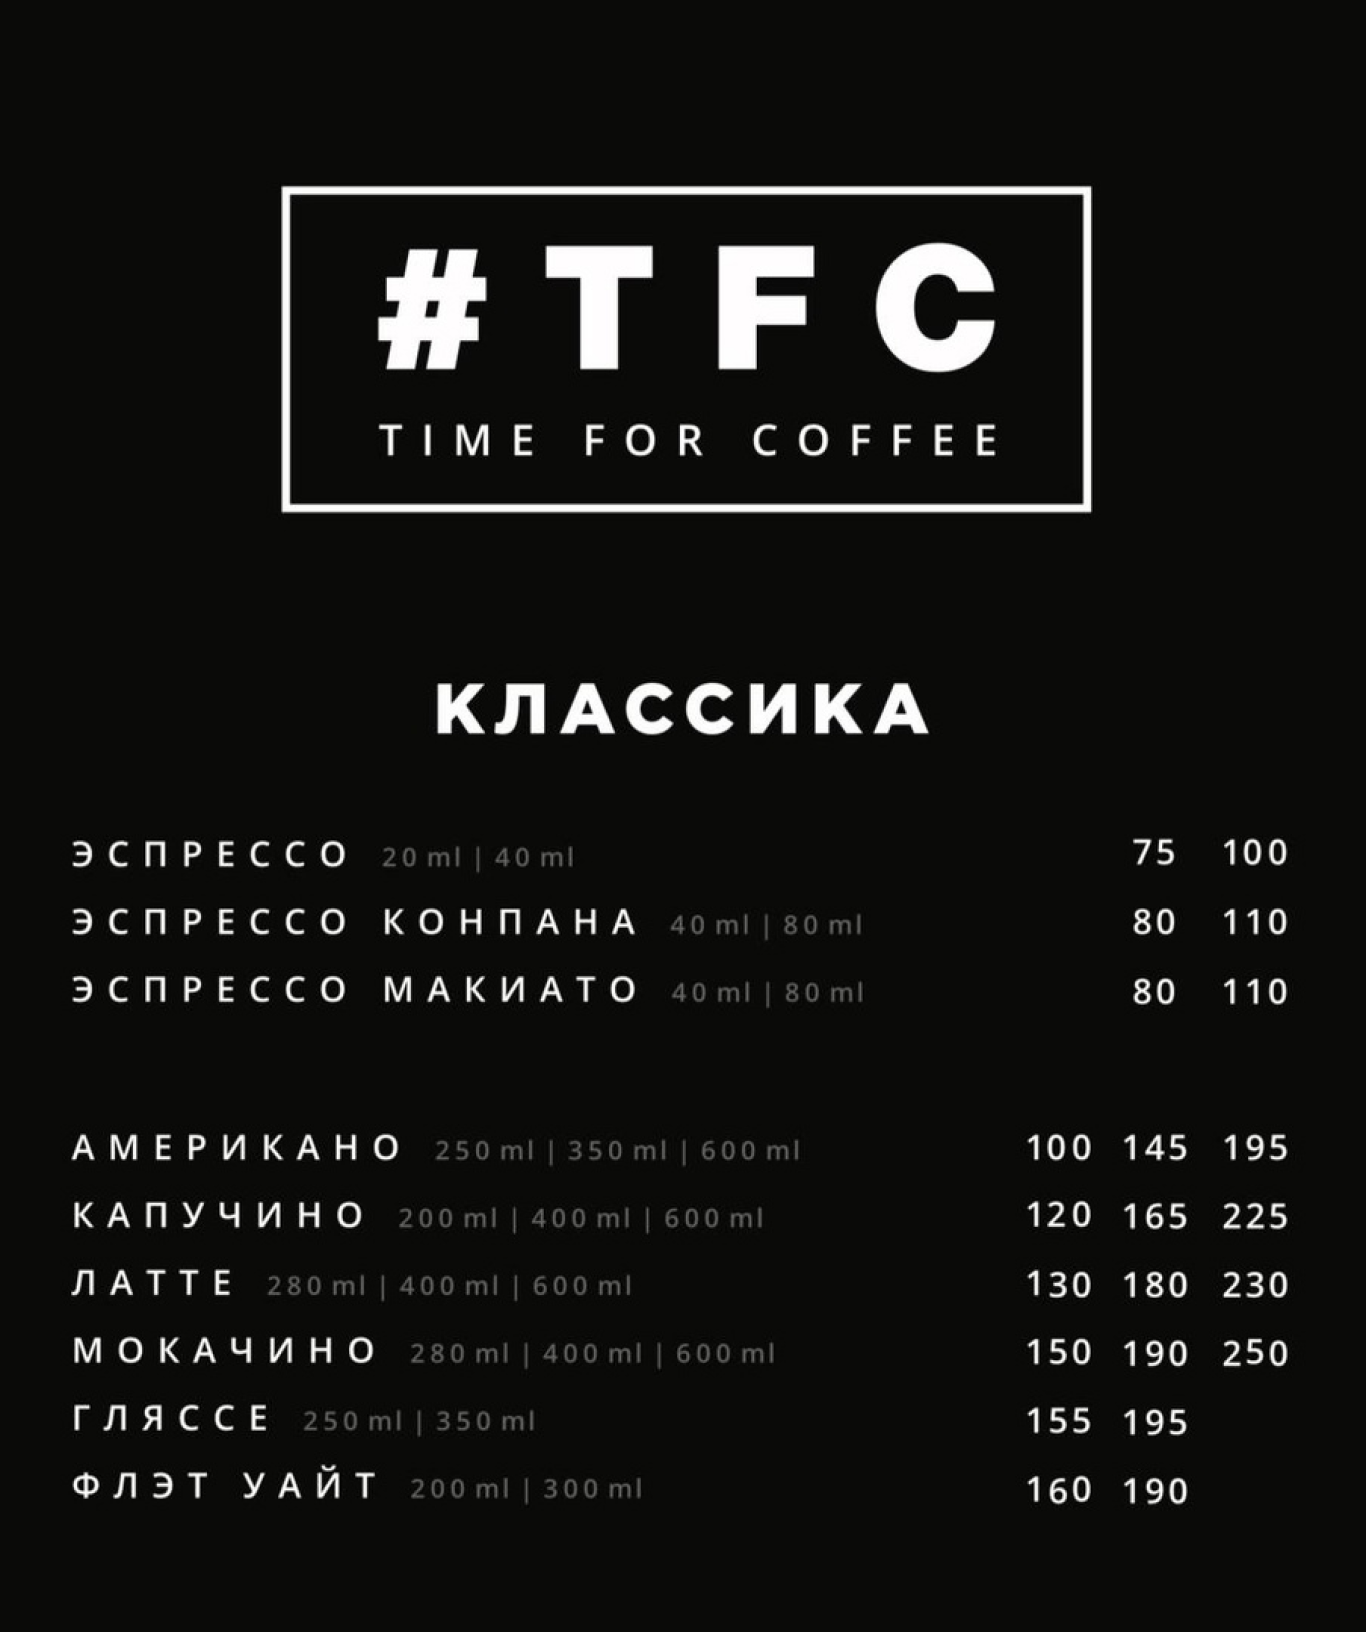 #TFC
TIME FOR COFFEE
КЛАССИКА
ЭСПРЕССО 20 ml | 40 ml 75 100
ЭСПРЕССО КОНПАНА 40 ml | 80 ml 80 110
ЭСПРЕССО МАКИАТО 40 ml | 80 ml 80 110
АМЕРИКАНО 250 ml | 350 ml | 600 ml 100 145 195
КАПУЧИНО 200 ml | 400 ml | 600 ml 120 165 225
ЛАТТЕ 280 ml | 400 ml | 600 ml 130 180 230
МОКАЧИНО 280 ml | 400 ml | 600 ml 150 190 250
ГЛЯССЕ 250 ml | 350 ml 155 195
ФЛЭТ УАЙТ 200 ml | 300 ml 160 190